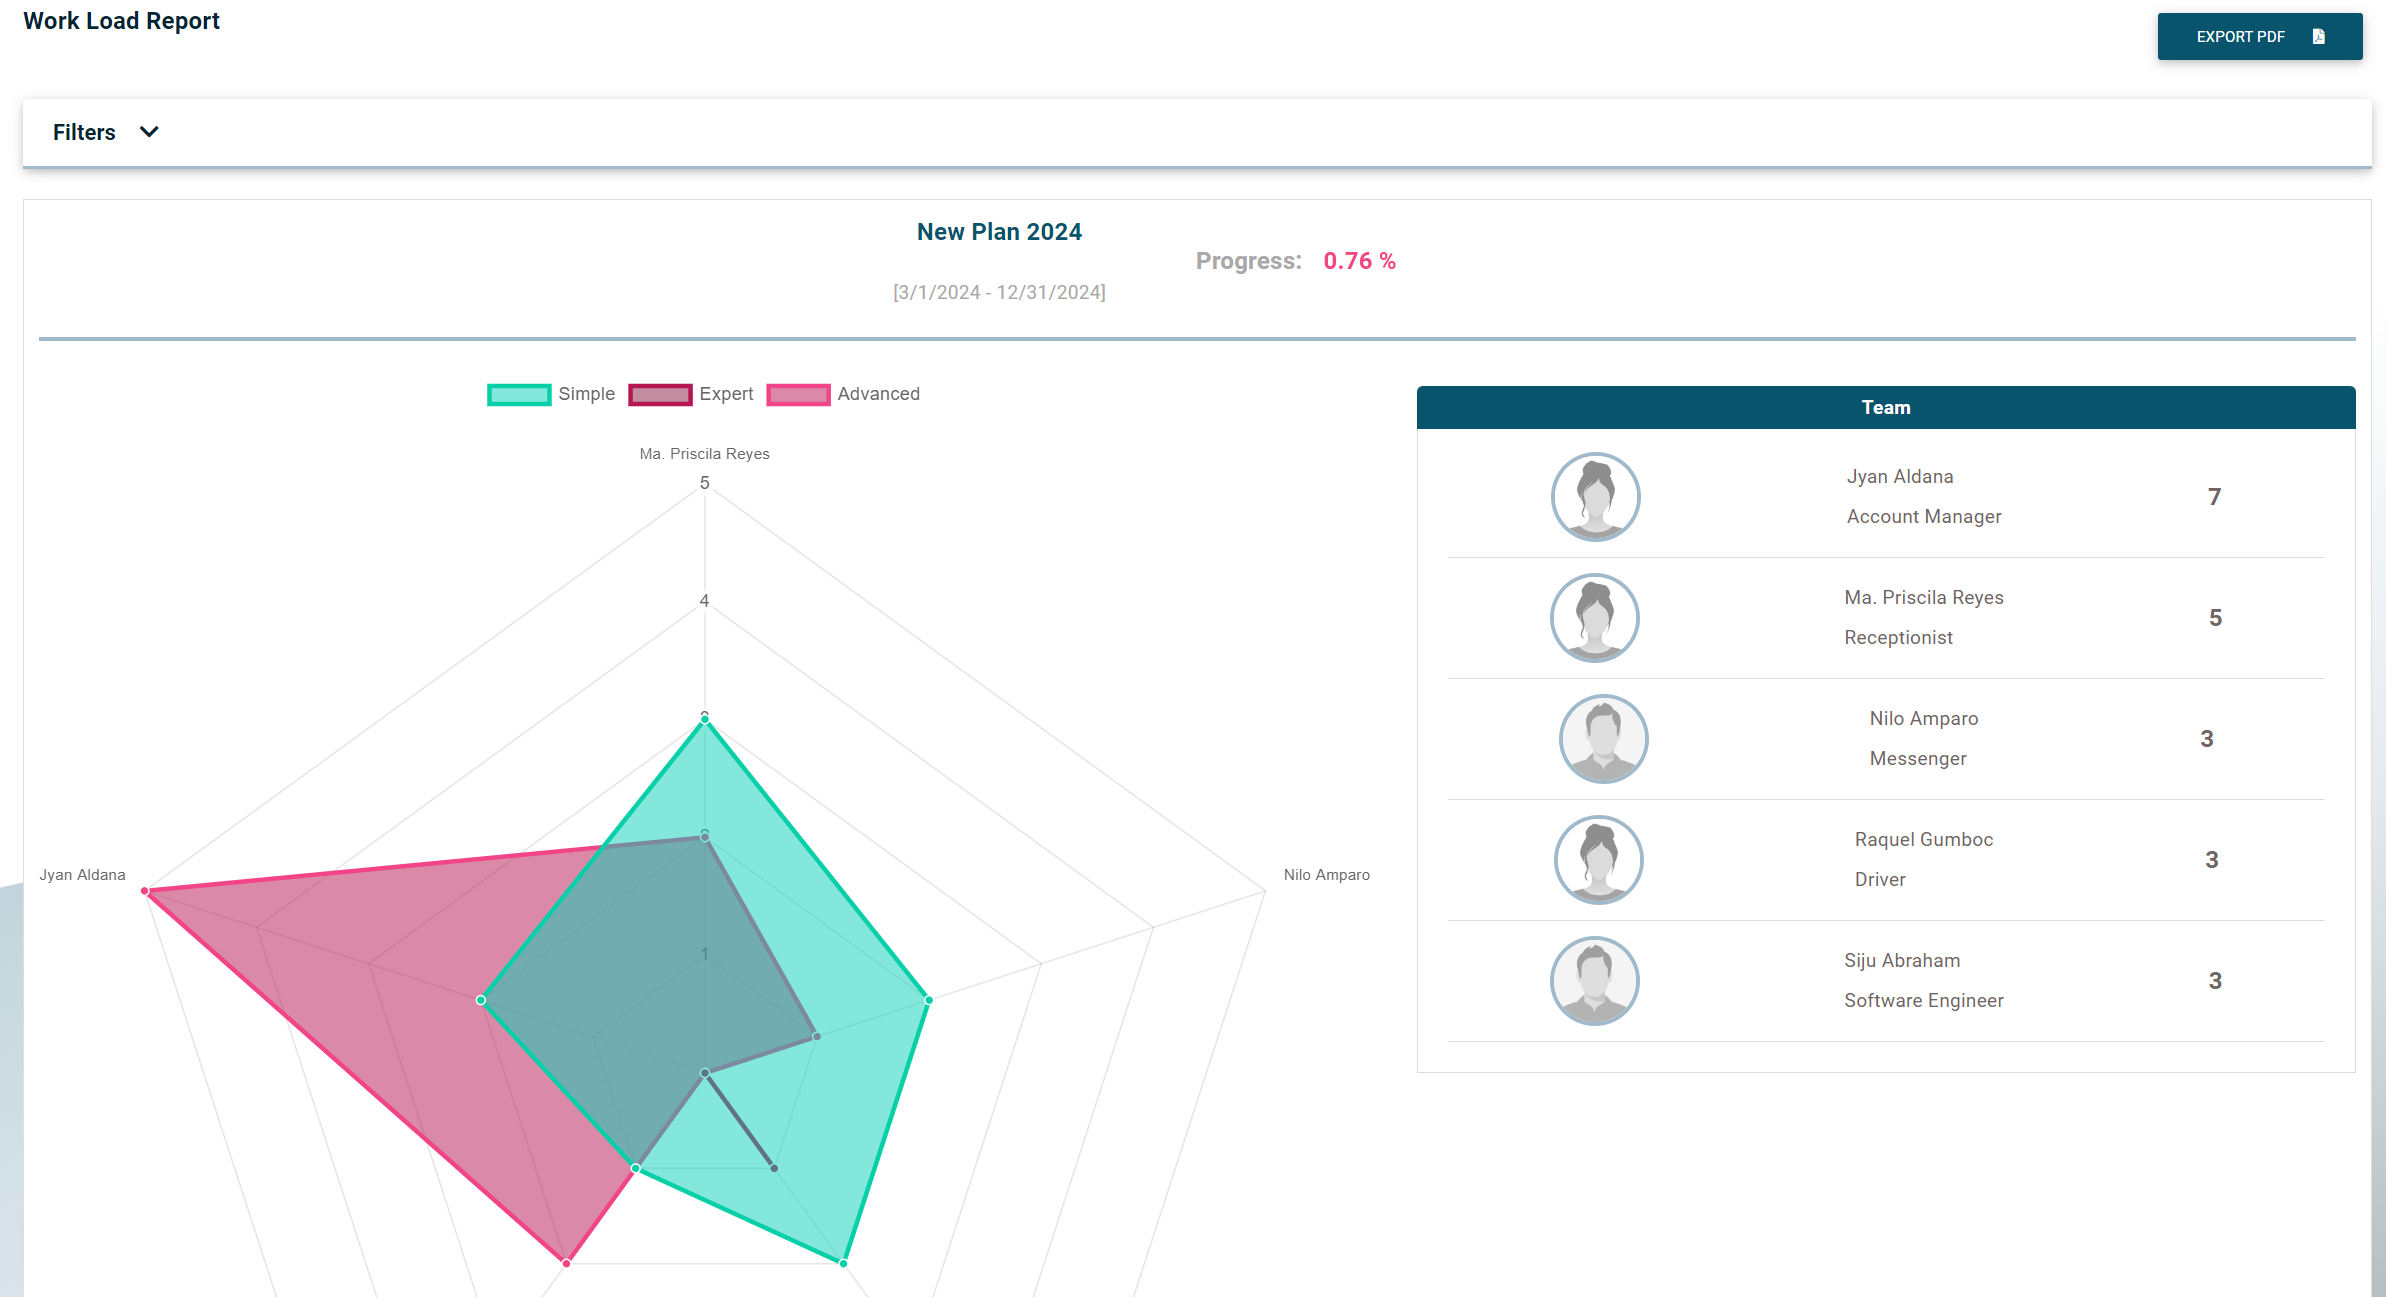 Work Load Report
EXPORT PDF
Filters
New Plan 2024
Progress: 0.76 %
[3/1/2024 - 12/31/2024]
Simple Expert Advanced
Ma. Priscila Reyes
5
4
1
Jyan Aldana
Nilo Amparo
Team
Jyan Aldana
Account Manager
7
Ma. Priscila Reyes
Receptionist
5
Nilo Amparo
Messenger
3
Raquel Gumboc
Driver
3
Siju Abraham
Software Engineer
3